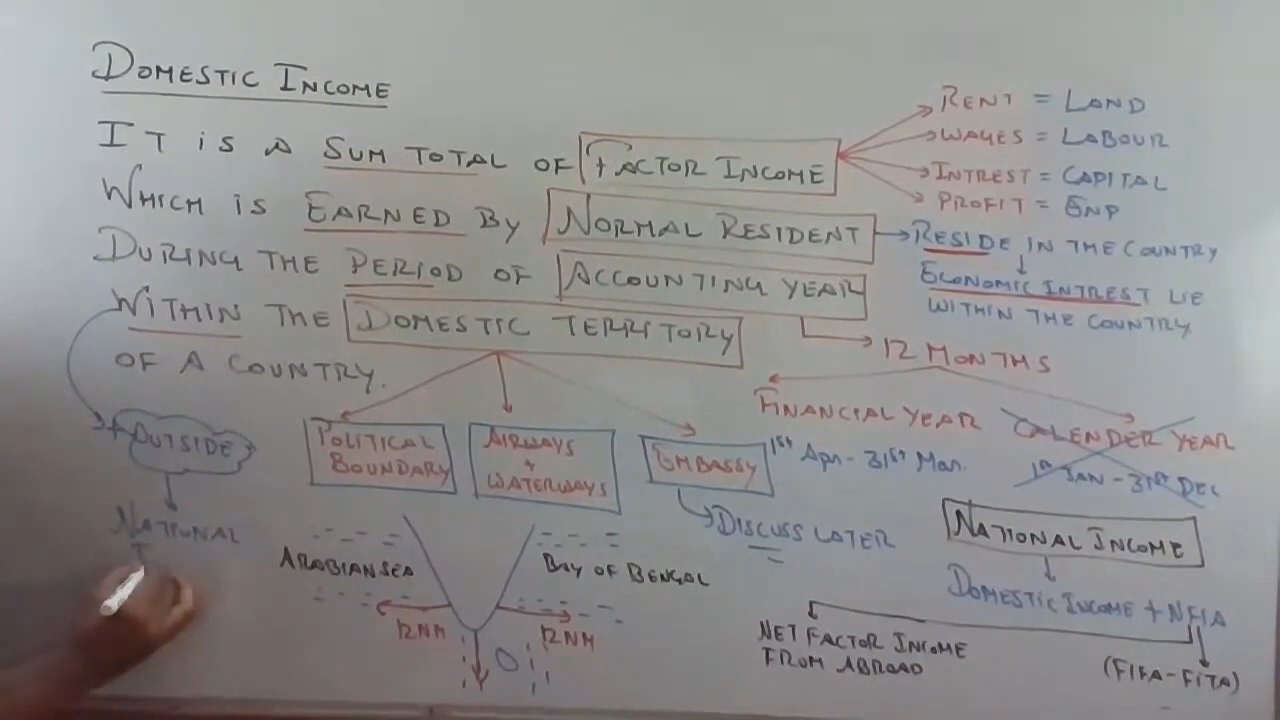 DOMESTIC INCOME
IT IS A SUM TOTAL OF FACTOR INCOME
WHICH IS EARNED BY NORMAL RESIDENT
DURING THE PERIOD OF ACCOUNTING YEAR
WITHIN THE DOMESTIC TERRITORY
OF A COUNTRY.
RENT = LAND
WAGES = LABOUR
INTREST = CAPITAL
PROFIT = ENP
RESIDE IN THE COUNTRY
ECONOMIC INTREST LIE
WITHIN THE COUNTRY
12 MONTHS
FINANCIAL YEAR
1st Apr - 31st Mar.
CALENDER YEAR
1st JAN - 31st DEC
+ OUTSIDE
NATIONAL
I
POLITICAL
BOUNDARY
AIRWAYS
+
WATERWAYS
EMBASSY
DISCUSS LATER
ARABIAN SEA
BAY OF BENGAL
12NM
12NM
NATIONAL INCOME
DOMESTIC INCOME + NFIA
NET FACTOR INCOME
FROM ABROAD
(FIFA-FITA)